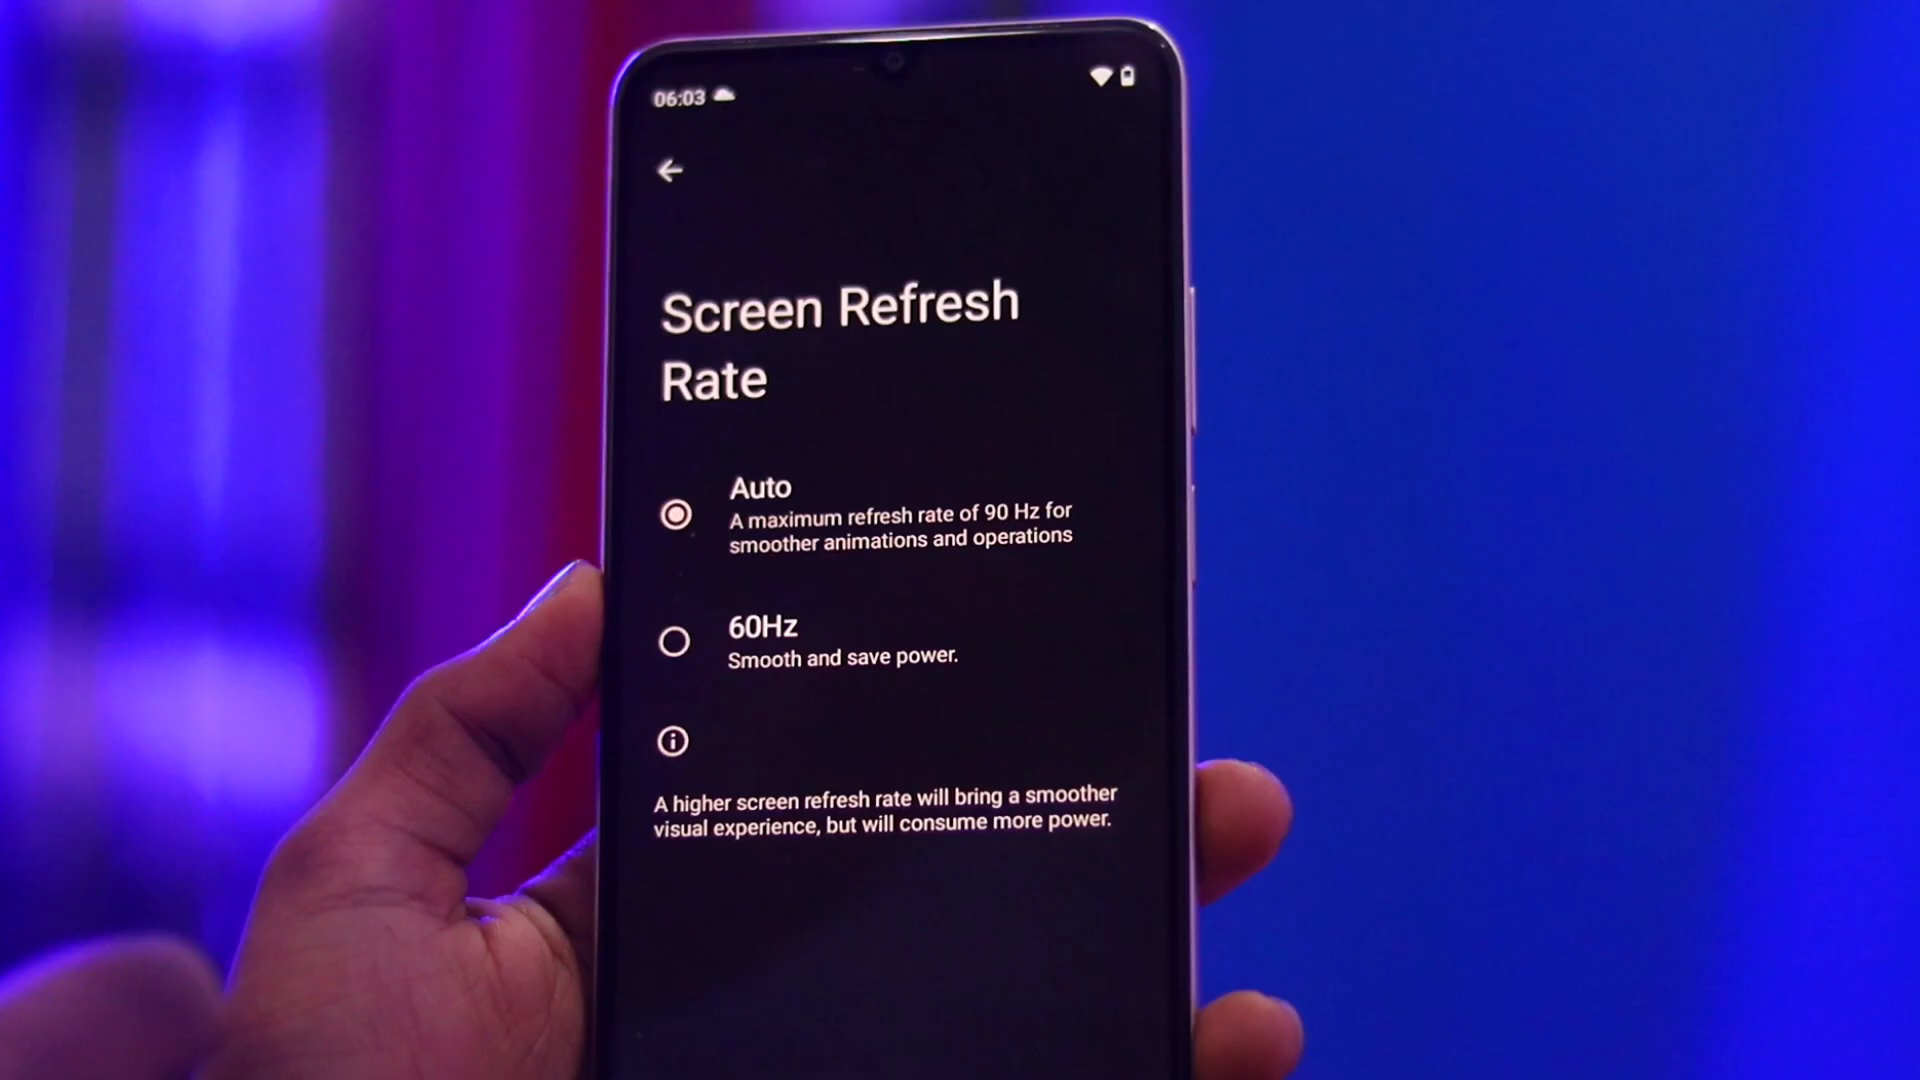 06:03
Screen Refresh
Rate
Auto
A maximum refresh rate of 90 Hz for
smoother animations and operations
60Hz
Smooth and save power.
A higher screen refresh rate will bring a smoother
visual experience, but will consume more power.